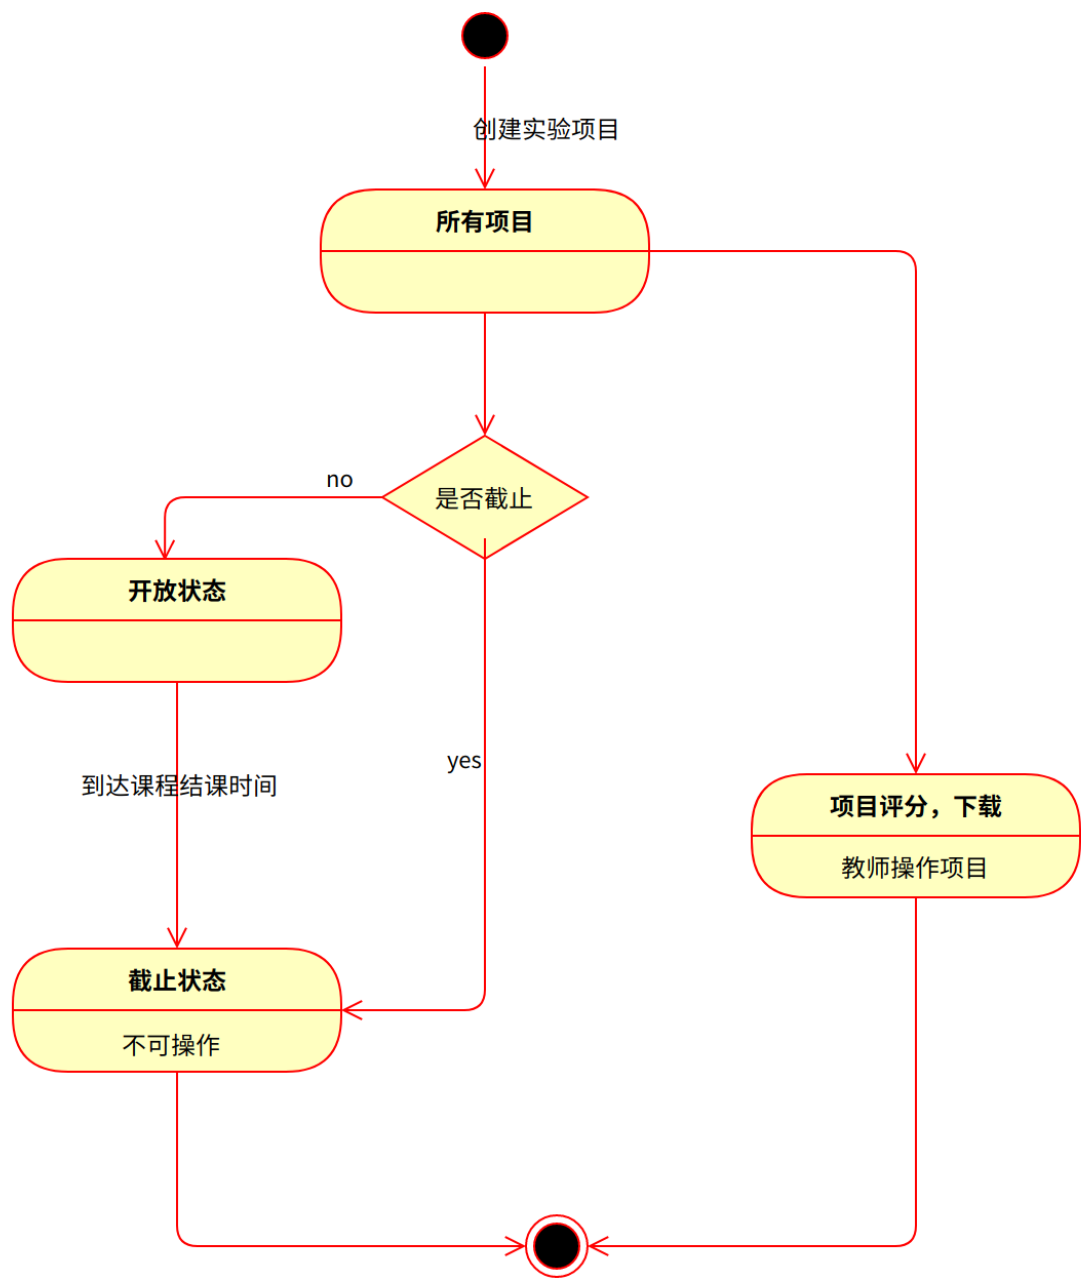 创建实验项目
所有项目
no
是否截止
开放状态
yes
到达课程结课时间
项目评分，下载
教师操作项目
截止状态
不可操作